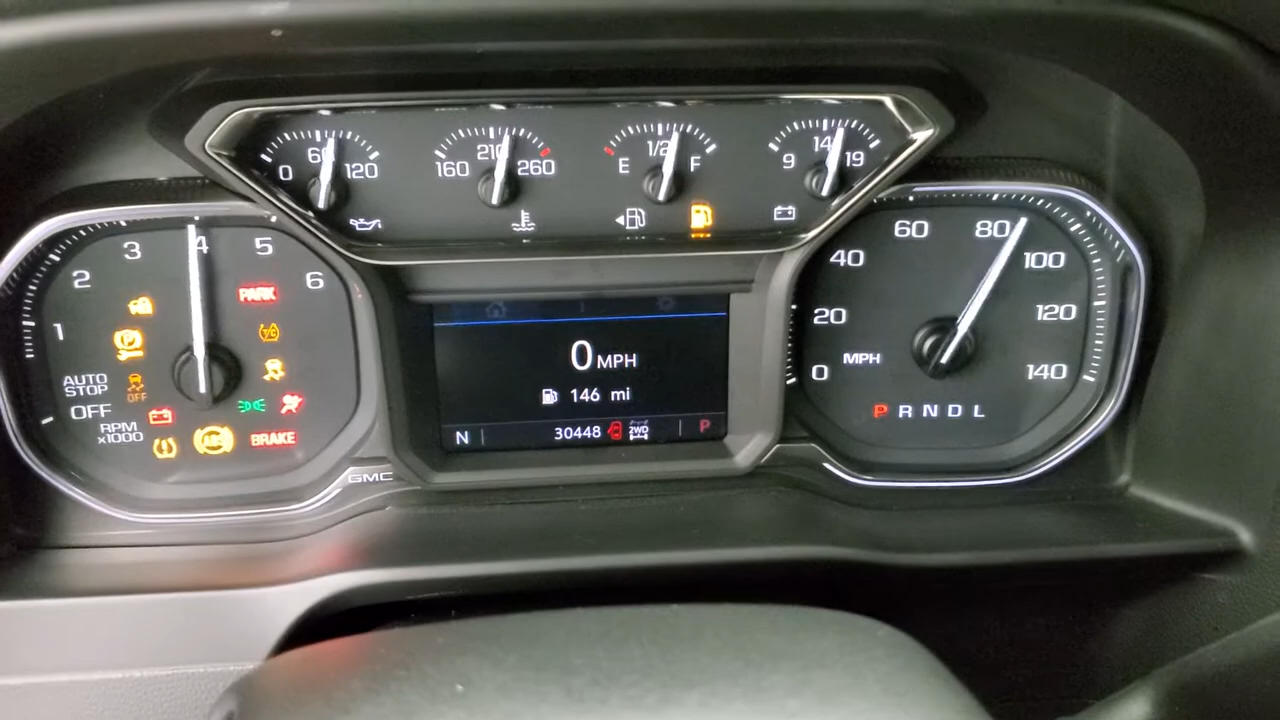 0 60 120
160 210 260
E 1/2 F
9 14 19
1 2 3 4 5 6
PARK
AUTO
STOP
OFF
OFF
RPM
x1000
ABS
BRAKE
T/C
GMC
0 MPH
146 mi
N 30448 2WD P
0 20 40 60 80 100 120 140
MPH
P R N D L